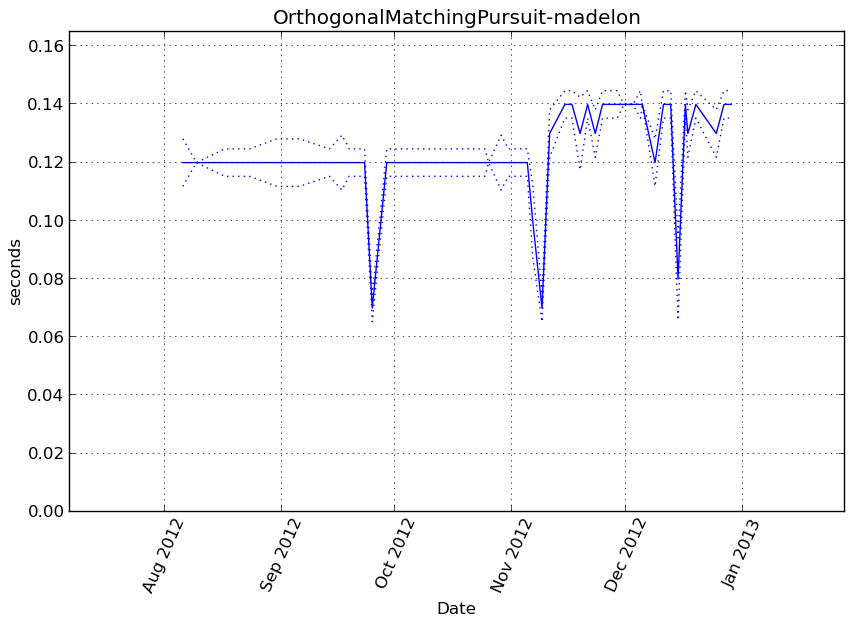 OrthogonalMatchingPursuit-madelon
0.16
0.14
0.12
0.10
0.08
0.06
0.04
0.02
0.00
seconds
Aug 2012
Sep 2012
Oct 2012
Nov 2012
Dec 2012
Jan 2013
Date